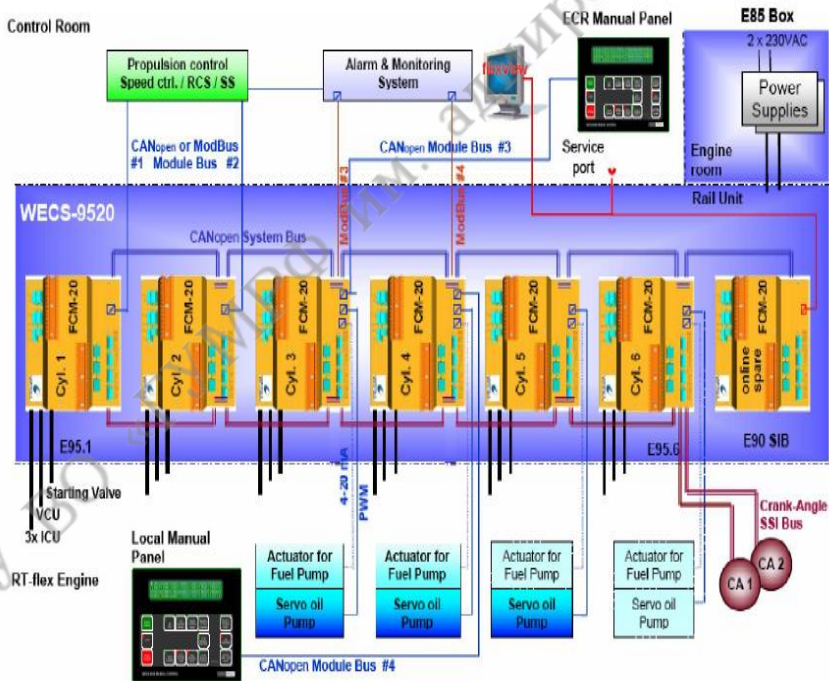 Control Room
ECR Manual Panel
E85 Box
2 x 230VAC
Power
Supplies
Engine
room
Propulsion control
Speed ctrl. / RCS / SS
Alarm & Monitoring
System
flexview
CANopen or ModBus
#1 Module Bus #2
CANopen Module Bus #3
Service
port
Rail Unit
WECS-9520
CANopen System Bus
ModBus #3
ModBus #4
FCM-20
Cyl. 1
FCM-20
Cyl. 2
FCM-20
Cyl. 3
FCM-20
Cyl. 4
FCM-20
Cyl. 5
FCM-20
Cyl. 6
FCM-20
online
spare
E95.1
E95.6
E90 SIB
4-20 mA
PWM
Starting Valve
VCU
3x ICU
RT-flex Engine
Local Manual
Panel
Actuator for
Fuel Pump
Servo oil
Pump
Actuator for
Fuel Pump
Servo oil
Pump
Actuator for
Fuel Pump
Servo oil
Pump
Actuator for
Fuel Pump
Servo oil
Pump
Crank-Angle
SSI Bus
CA 1
CA 2
CANopen Module Bus #4
ВО «ГУМРФ им. адмир